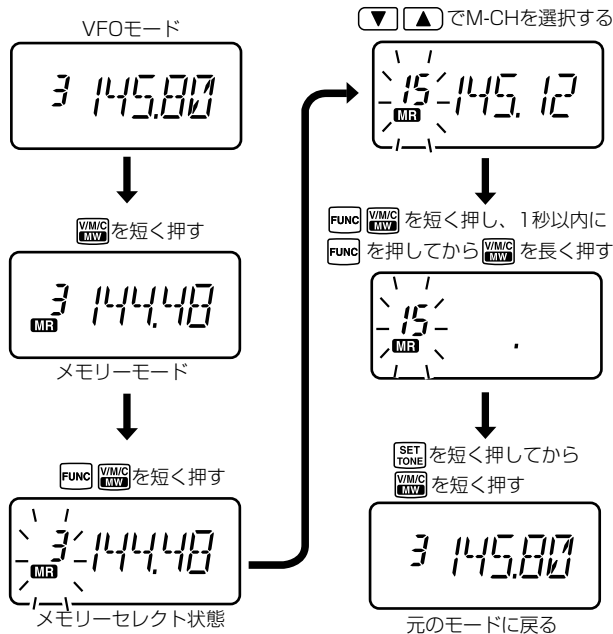 VFOモード
3 145.80
V/M/C MWを短く押す
3 MR 144.48
メモリーモード
FUNC V/M/C MWを短く押す
3 MR 144.48
メモリーセレクト状態
▼ ▲でM-CHを選択する
15 MR 145.12
FUNC V/M/C MW を短く押し、1秒以内に
FUNC を押してから V/M/C MW を長く押す
15 MR .
SET TONE を短く押してから
V/M/C MW を短く押す
3 145.80
元のモードに戻る